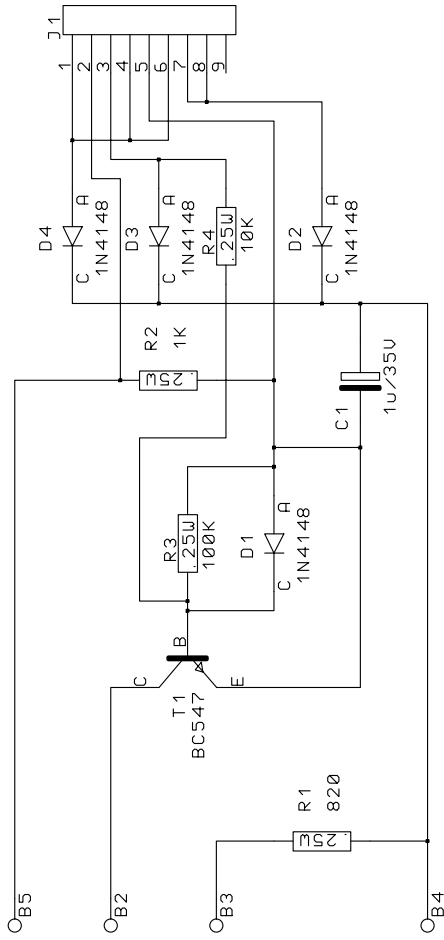 J1
1
2
3
4
5
6
7
8
9
D4
A
C
1N4148
D3
A
C
1N4148
R4
.25W
10K
D2
A
C
1N4148
R2
1K
.25W
C1
1u/35V
R3
.25W
100K
D1
A
C
1N4148
B
C
E
T1
BC547
R1
820
.25W
B5
B2
B3
B4